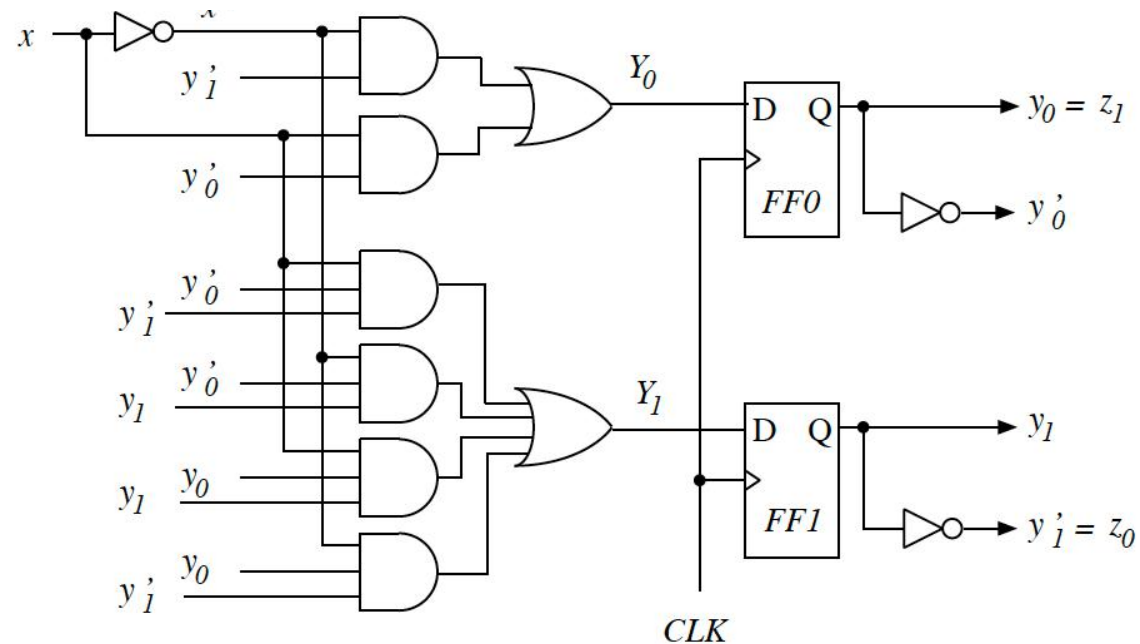 x
y'1
Y0
D Q
y0 = z1
y'0
FF0
y'0
y'0
y'1
y'0
y1
Y1
D Q
y1
y0
y1
FF1
y'1 = z0
y0
y'1
CLK